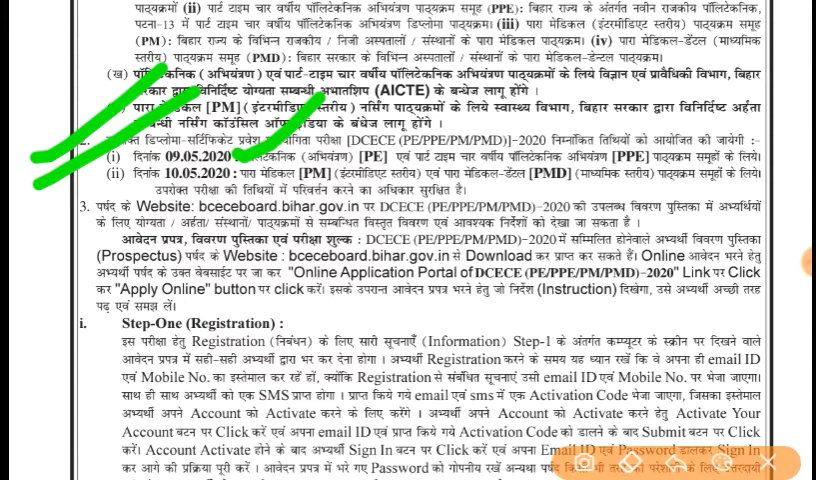 पाठ्यक्रमों (ii) पार्ट टाइम चार वर्षीय पॉलिटेकनिक अभियंत्रण पाठ्यक्रम समूह (PPE): बिहार राज्य के अंतर्गत नवीन राजकीय पॉलिटेकनिक,
पटना-13 में पार्ट टाइम चार वर्षीय पॉलिटेकनिक अभियंत्रण डिप्लोमा पाठ्यक्रम। (iii) पारा मेडिकल (इंटरमीडिएट स्तरीय) पाठ्यक्रम समूह
(PM): बिहार राज्य के विभिन्न राजकीय / निजी अस्पतालों / संस्थानों के पारा मेडिकल पाठ्यक्रम। (iv) पारा मेडिकल-डेंटल (माध्यमिक
स्तरीय) पाठ्यक्रम समूह (PMD): बिहार सरकार के विभिन्न अस्पतालों / संस्थानों के पारा मेडिकल-डेन्टल पाठ्यक्रम।
(ख) पॉलिटेकनिक (अभियंत्रण) एवं पार्ट-टाइम चार वर्षीय पॉलिटेकनिक अभियंत्रण पाठ्यक्रमों के लिये विज्ञान एवं प्रावैधिकी विभाग, बिहार
द्वारा विनिर्दिष्ट योग्यता सम्बन्धी अभातशिप (AICTE) के बन्धेज लागू होंगे ।
पारा मेडिकल [PM] (इंटरमीडिएट स्तरीय) नर्सिंग पाठ्यक्रमों के लिये स्वास्थ्य विभाग, बिहार सरकार द्वारा विनिर्दिष्ट अर्हता
नर्सिंग कॉउंसिल ऑफ इंडिया के बंधेज लागू होंगे ।
2. डिप्लोमा-सर्टिफिकेट प्रवेश परीक्षा [DCECE (PE/PPE/PM/PMD)]-2020 निम्नांकित तिथियों को आयोजित की जायेगी :-
(i) दिनांक 09.05.2020 (अभियंत्रण) [PE] एवं पार्ट टाइम चार वर्षीय पॉलिटेकनिक अभियंत्रण [PPE] पाठ्यक्रम समूहों के लिये।
(ii) दिनांक 10.05.2020 : पारा मेडिकल [PM] (इंटरमीडिएट स्तरीय) एवं पारा मेडिकल-डेंटल [PMD] (माध्यमिक स्तरीय) पाठ्यक्रम समूहों के लिये।
उपरोक्त परीक्षा की तिथियों में परिवर्त्तन करने का अधिकार सुरक्षित है।
3. पर्षद के Website: bceceboard.bihar.gov.in पर DCECE (PE/PPE/PM/PMD)-2020 की उपलब्ध विवरण पुस्तिका में अभ्यर्थियों
के लिए योग्यता / अर्हता/ संस्थानों/ पाठ्यक्रमों से सम्बन्धित विस्तृत विवरण एवं आवश्यक निर्देशों को देखा जा सकता है ।
आवेदन प्रपत्र, विवरण पुस्तिका एवं परीक्षा शुल्क : DCECE (PE/PPE/PM/PMD)-2020 में सम्मिलित होनेवाले अभ्यर्थी विवरण पुस्तिका
(Prospectus) पर्षद के Website : bceceboard.bihar.gov.in से Download कर प्राप्त कर सकते हैं। Online आवेदन भरने हेतु
अभ्यर्थी पर्षद के उक्त वेबसाईट पर जा कर "Online Application Portal of DCECE (PE/PPE/PM/PMD)-2020" Link पर Click
कर "Apply Online" button पर click करें। इसके उपरान्त आवेदन प्रपत्र भरने हेतु जो निर्देश (Instruction) दिखेगा, उसे अभ्यर्थी अच्छी तरह
पढ़ एवं समझ लें।
i. Step-One (Registration) :
इस परीक्षा हेतु Registration (निबंधन) के लिए सारी सूचनाएँ (Information) Step-1 के अंतर्गत कम्प्यूटर के स्क्रीन पर दिखने वाले
आवेदन प्रपत्र में सही-सही अभ्यर्थी द्वारा भर कर देना होगा । अभ्यर्थी Registration करने के समय यह ध्यान रखें कि वे अपना ही email ID
एवं Mobile No. का इस्तेमाल कर रहें हों, क्योंकि Registration से संबंधित सूचनाएं उसी email ID एवं Mobile No. पर भेजा जाएगा।
साथ ही साथ अभ्यर्थी को एक SMS प्राप्त होगा । प्राप्त किये गये email एवं sms में एक Activation Code भेजा जाएगा, जिसका इस्तेमाल
अभ्यर्थी अपने Account को Activate करने के लिए करेंगे । अभ्यर्थी अपने Account को Activate करने हेतु Activate Your
Account बटन पर Click करें एवं अपना email ID एवं प्राप्त किये गये Activation Code को डालने के बाद Submit बटन पर Click
करें। Account Activate होने के बाद अभ्यर्थी Sign In बटन पर Click करें एवं अपना Email ID एवं Password डालकर Sign In
कर आगे की प्रक्रिया पूरी करें । आवेदन प्रपत्र में भरे गए Password को गोपनीय रखें अन्यथा पर्षद